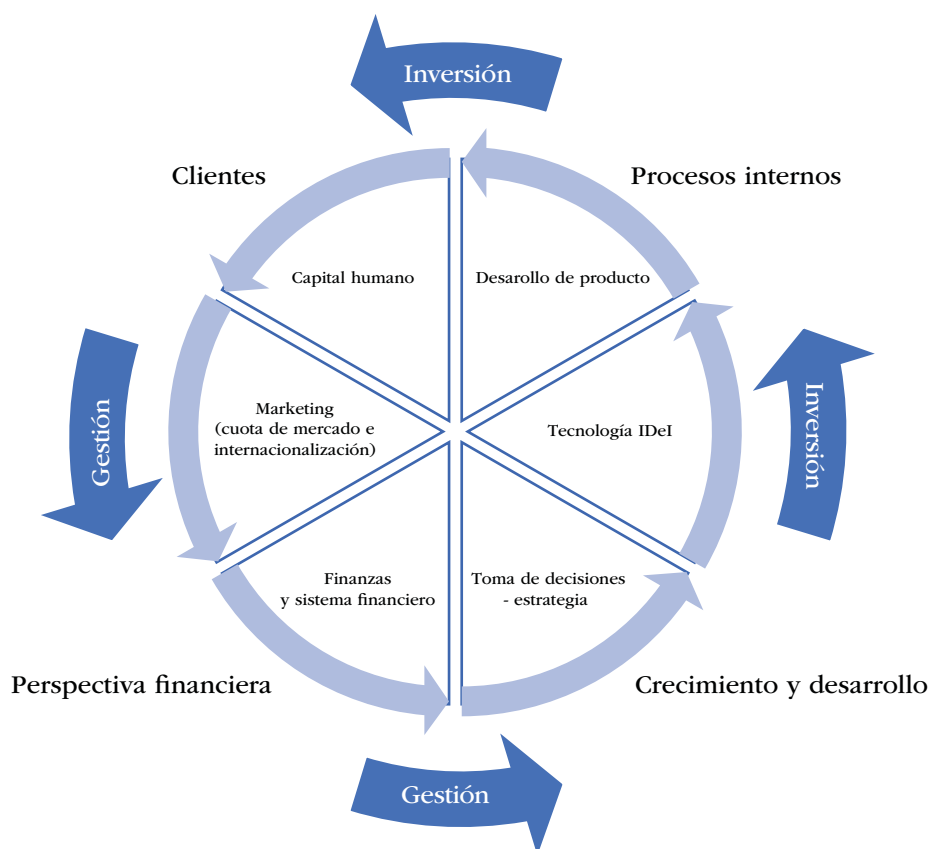 Inversión
Clientes
Procesos internos
Capital humano
Desarollo de producto
Gestión
Marketing
(cuota de mercado e
internacionalización)
Tecnología IDeI
Inversión
Finanzas
y sistema financiero
Toma de decisiones
- estrategia
Perspectiva financiera
Crecimiento y desarrollo
Gestión